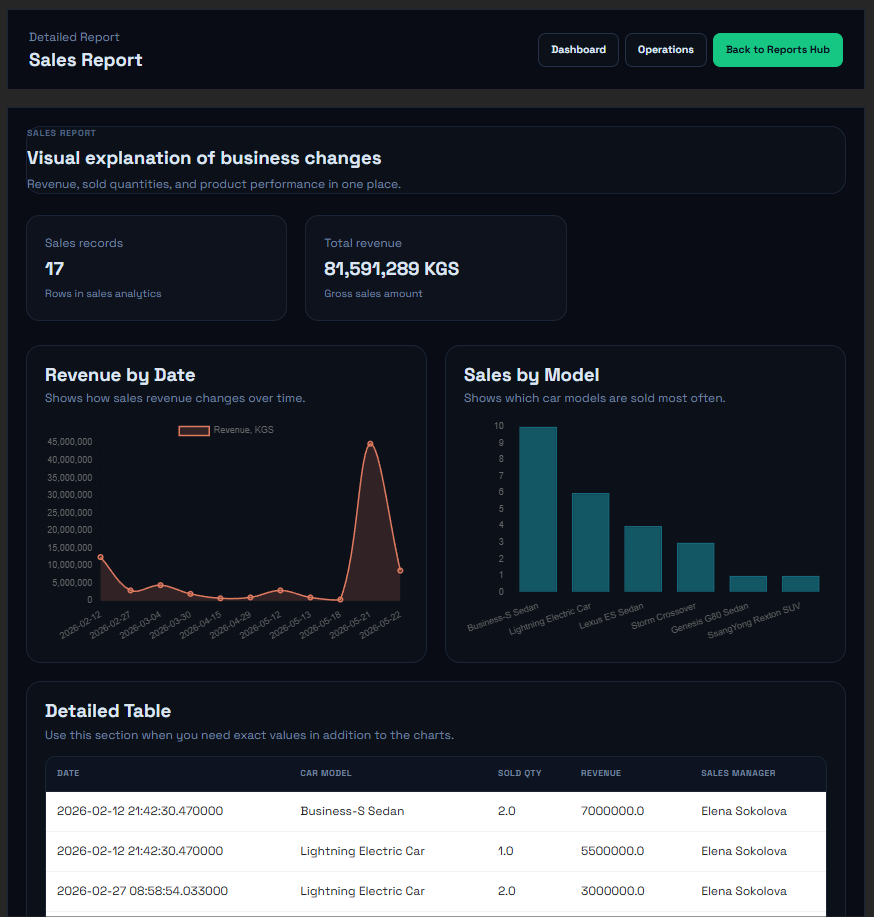 Detailed Report
Sales Report
Dashboard
Operations
Back to Reports Hub
SALES REPORT
Visual explanation of business changes
Revenue, sold quantities, and product performance in one place.
Sales records
17
Rows in sales analytics
Total revenue
81,591,289 KGS
Gross sales amount
Revenue by Date
Shows how sales revenue changes over time.
Revenue, KGS
45,000,000
40,000,000
35,000,000
30,000,000
25,000,000
20,000,000
15,000,000
10,000,000
5,000,000
0
2026-02-12
2026-02-27
2026-03-04
2026-03-30
2026-04-15
2026-04-29
2026-05-12
2026-05-13
2026-05-18
2026-05-21
2026-05-22
Sales by Model
Shows which car models are sold most often.
10
9
8
7
6
5
4
3
2
1
0
Business-S Sedan
Lightning Electric Car
Lexus ES Sedan
Storm Crossover
Genesis G80 Sedan
SsangYong Rexton SUV
Detailed Table
Use this section when you need exact values in addition to the charts.
DATE CAR MODEL SOLD QTY REVENUE SALES MANAGER
2026-02-12 21:42:30.470000 Business-S Sedan 2.0 7000000.0 Elena Sokolova
2026-02-12 21:42:30.470000 Lightning Electric Car 1.0 5500000.0 Elena Sokolova
2026-02-27 08:58:54.033000 Lightning Electric Car 2.0 3000000.0 Elena Sokolova